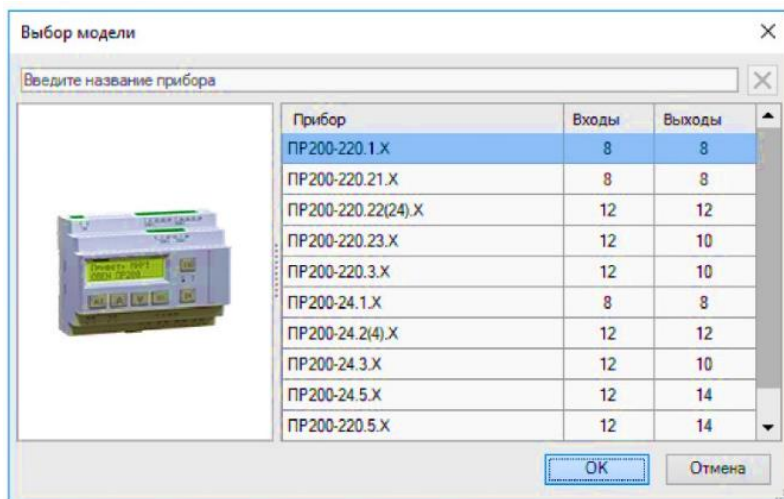 Выбор модели
Введите название прибора
Прибор Входы Выходы
ПР200-220.1.X 8 8
ПР200-220.21.X 8 8
ПР200-220.22(24).X 12 12
ПР200-220.23.X 12 10
ПР200-220.3.X 12 10
ПР200-24.1.X 8 8
ПР200-24.2(4).X 12 12
ПР200-24.3.X 12 10
ПР200-24.5.X 12 14
ПР200-220.5.X 12 14
OK Отмена